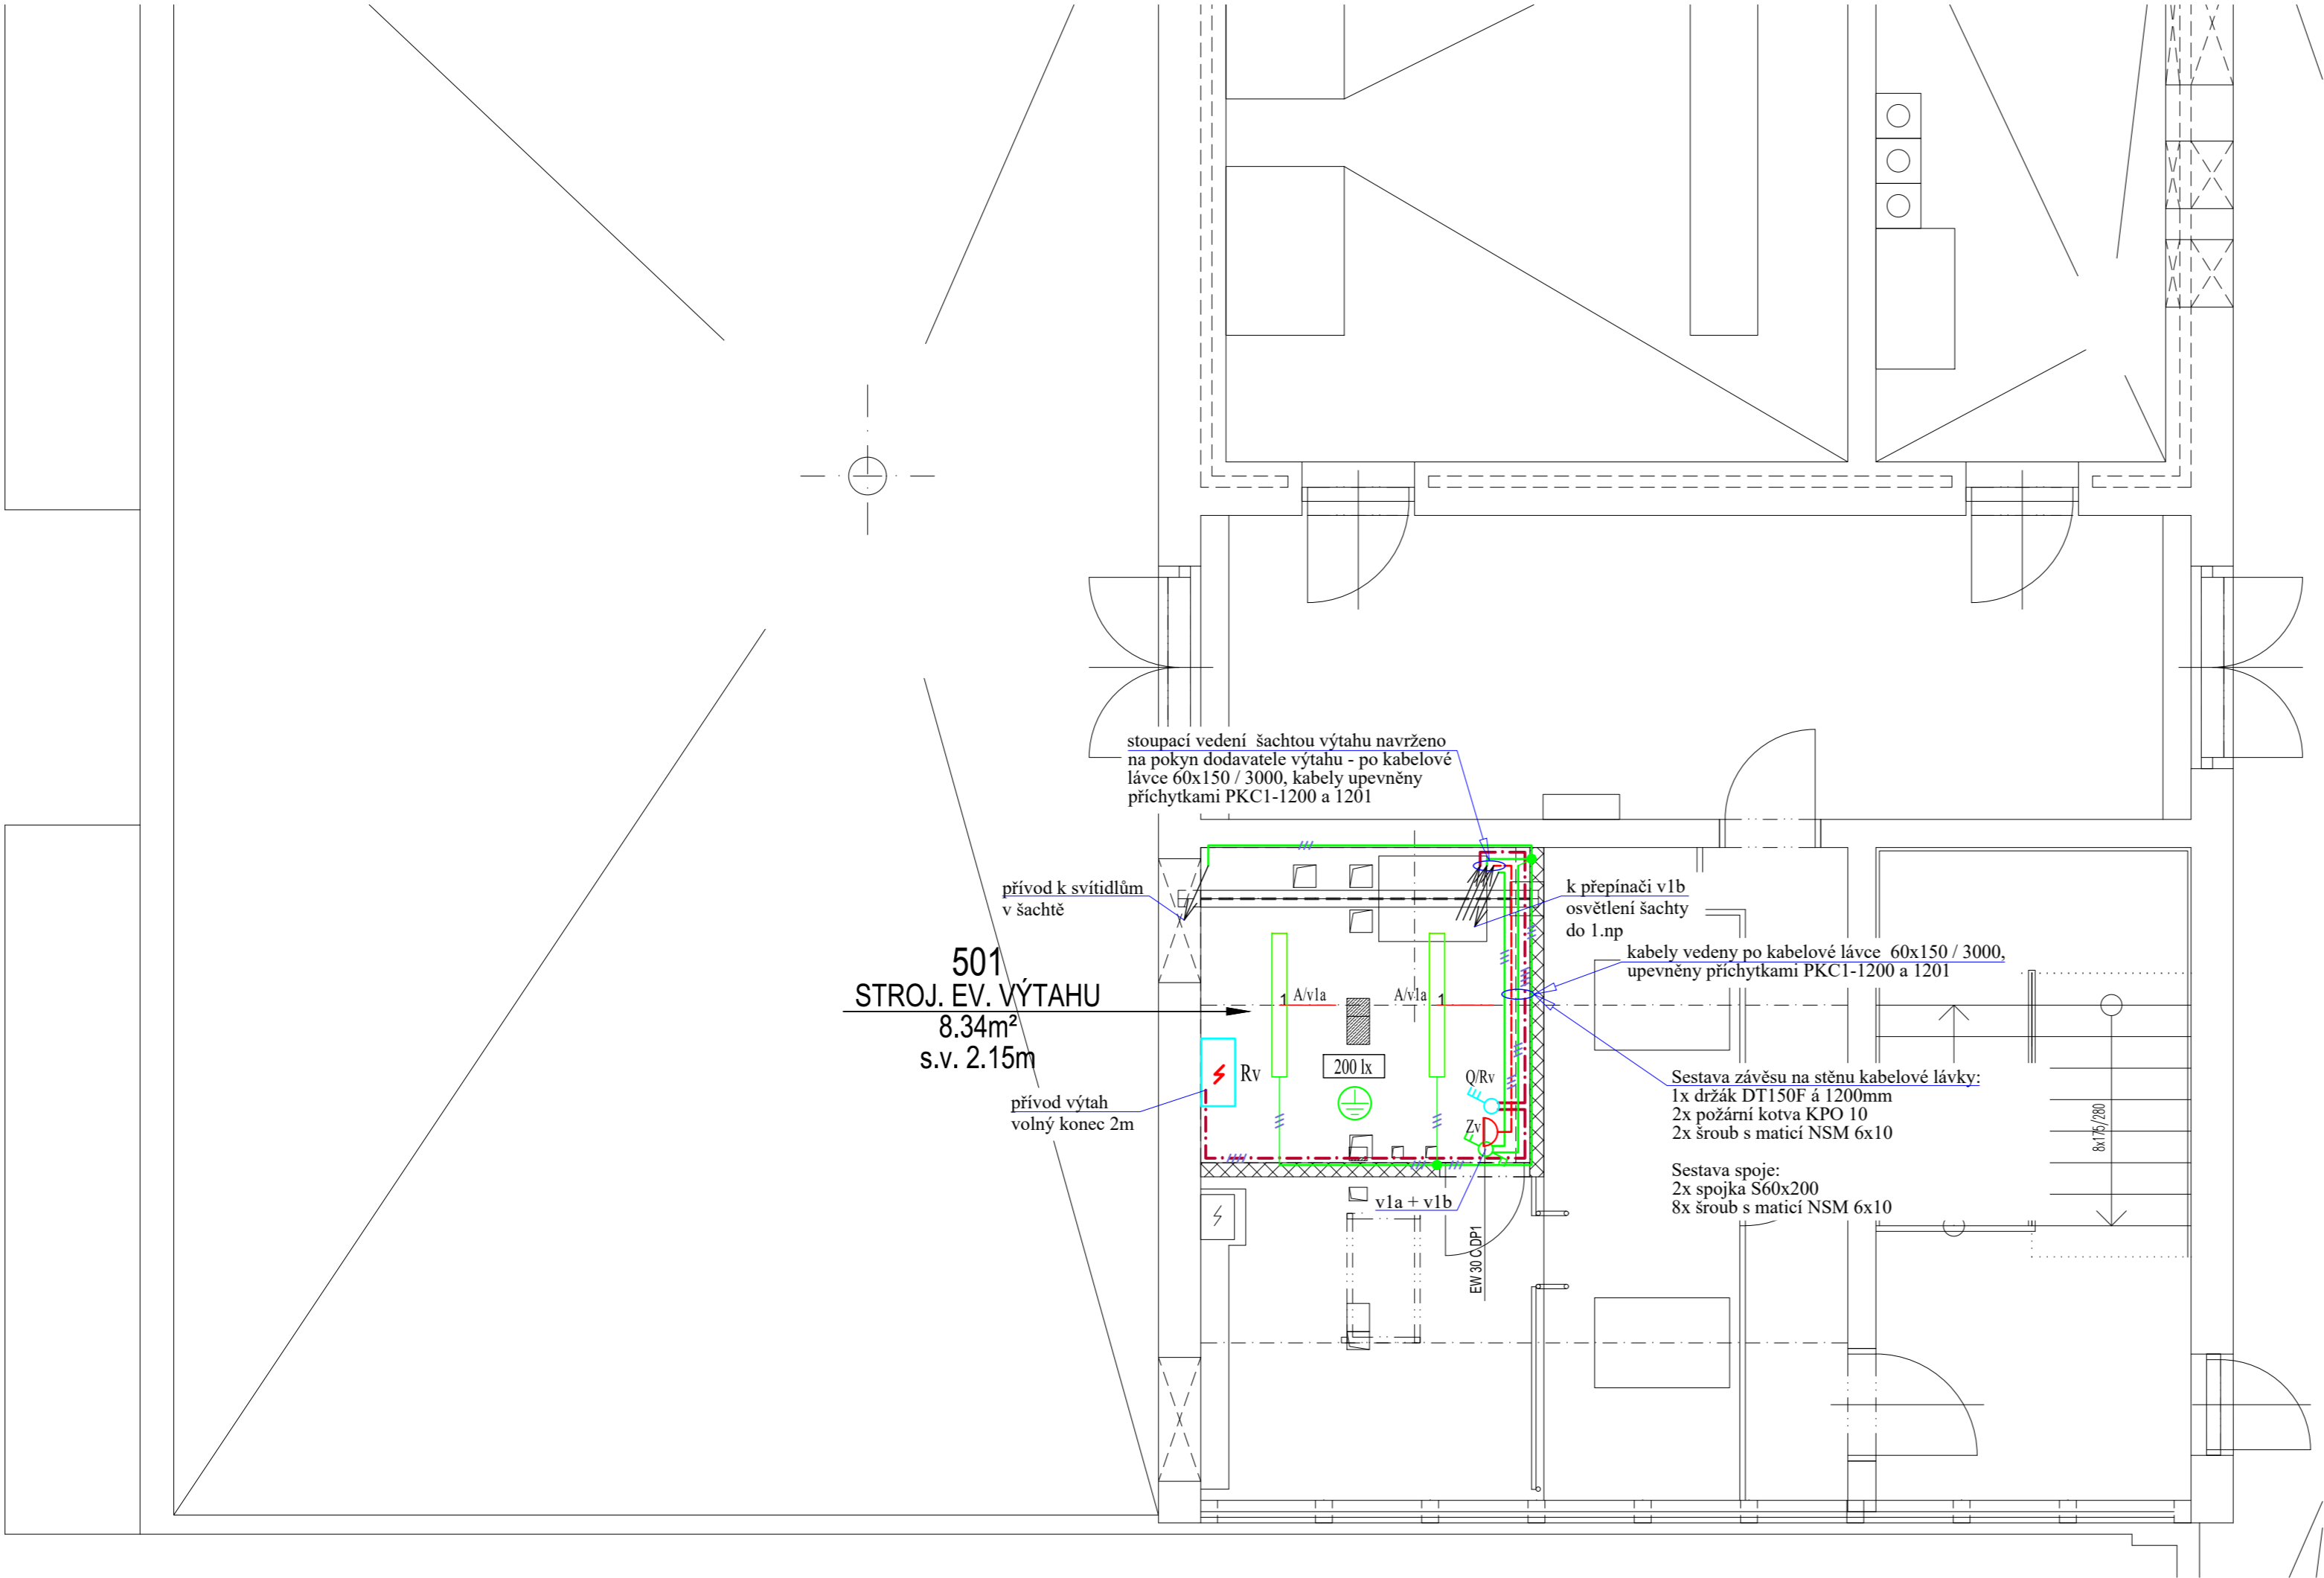 stoupací vedení  šachtou výtahu navrženo
na pokyn dodavatele výtahu - po kabelové
lávce 60x150 / 3000, kabely upevněny
příchytkami PKC1-1200 a 1201
přívod k svítidlům
v šachtě
k přepínači v1b
osvětlení šachty
do 1.np
kabely vedeny po kabelové lávce  60x150 / 3000,
upevněny příchytkami PKC1-1200 a 1201
501
STROJ. EV. VÝTAHU
8.34m²
s.v. 2.15m
1 A/v1a
A/v1a 1
Rv
200 lx
Q/Rv
Zv
přívod výtah
volný konec 2m
Sestava závěsu na stěnu kabelové lávky:
1x držák DT150F á 1200mm
2x požární kotva KPO 10
2x šroub s maticí NSM 6x10
Sestava spoje:
2x spojka S60x200
8x šroub s maticí NSM 6x10
8x175/280
v1a + v1b
EW 30 C DP1